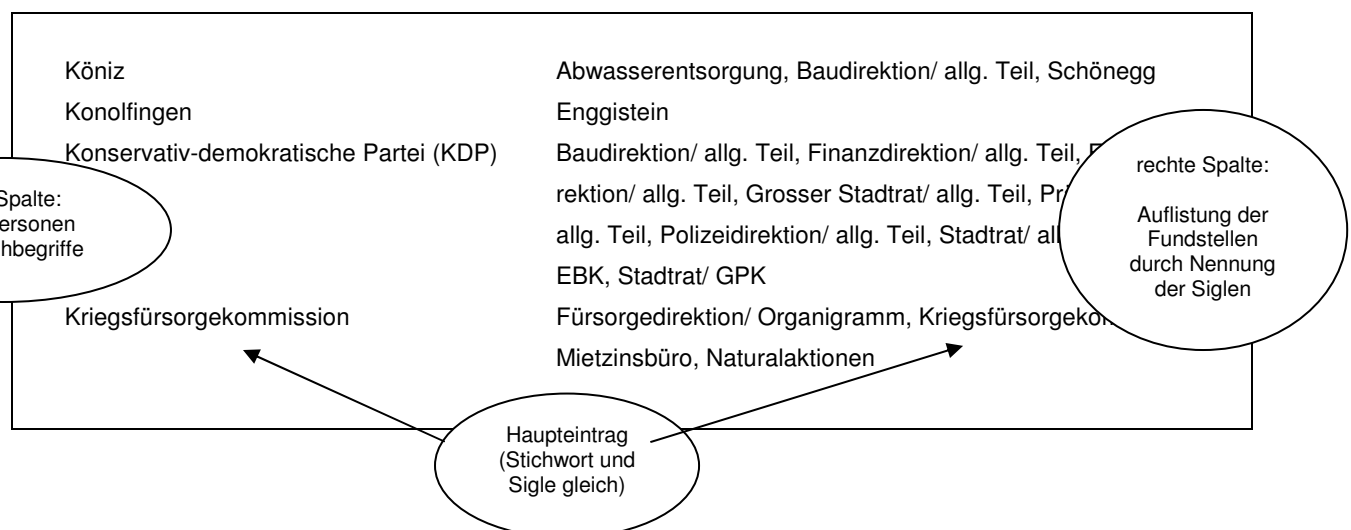 Köniz Abwasserentsorgung, Baudirektion/ allg. Teil, Schönegg
Konolfingen Enggistein
Konservativ-demokratische Partei (KDP) Baudirektion/ allg. Teil, Finanzdirektion/ allg. Teil,
rektion/ allg. Teil, Grosser Stadtrat/ allg. Teil,
allg. Teil, Polizeidirektion/ allg. Teil, Stadtrat/
EBK, Stadtrat/ GPK
Kriegsfürsorgekommission Fürsorgedirektion/ Organigramm,
Mietzinsbüro, Naturalaktionen
Spalte:
ersonen
hbegriffe
rechte Spalte:
Auflistung der
Fundstellen
durch Nennung
der Siglen
Haupteintrag
(Stichwort und
Sigle gleich)